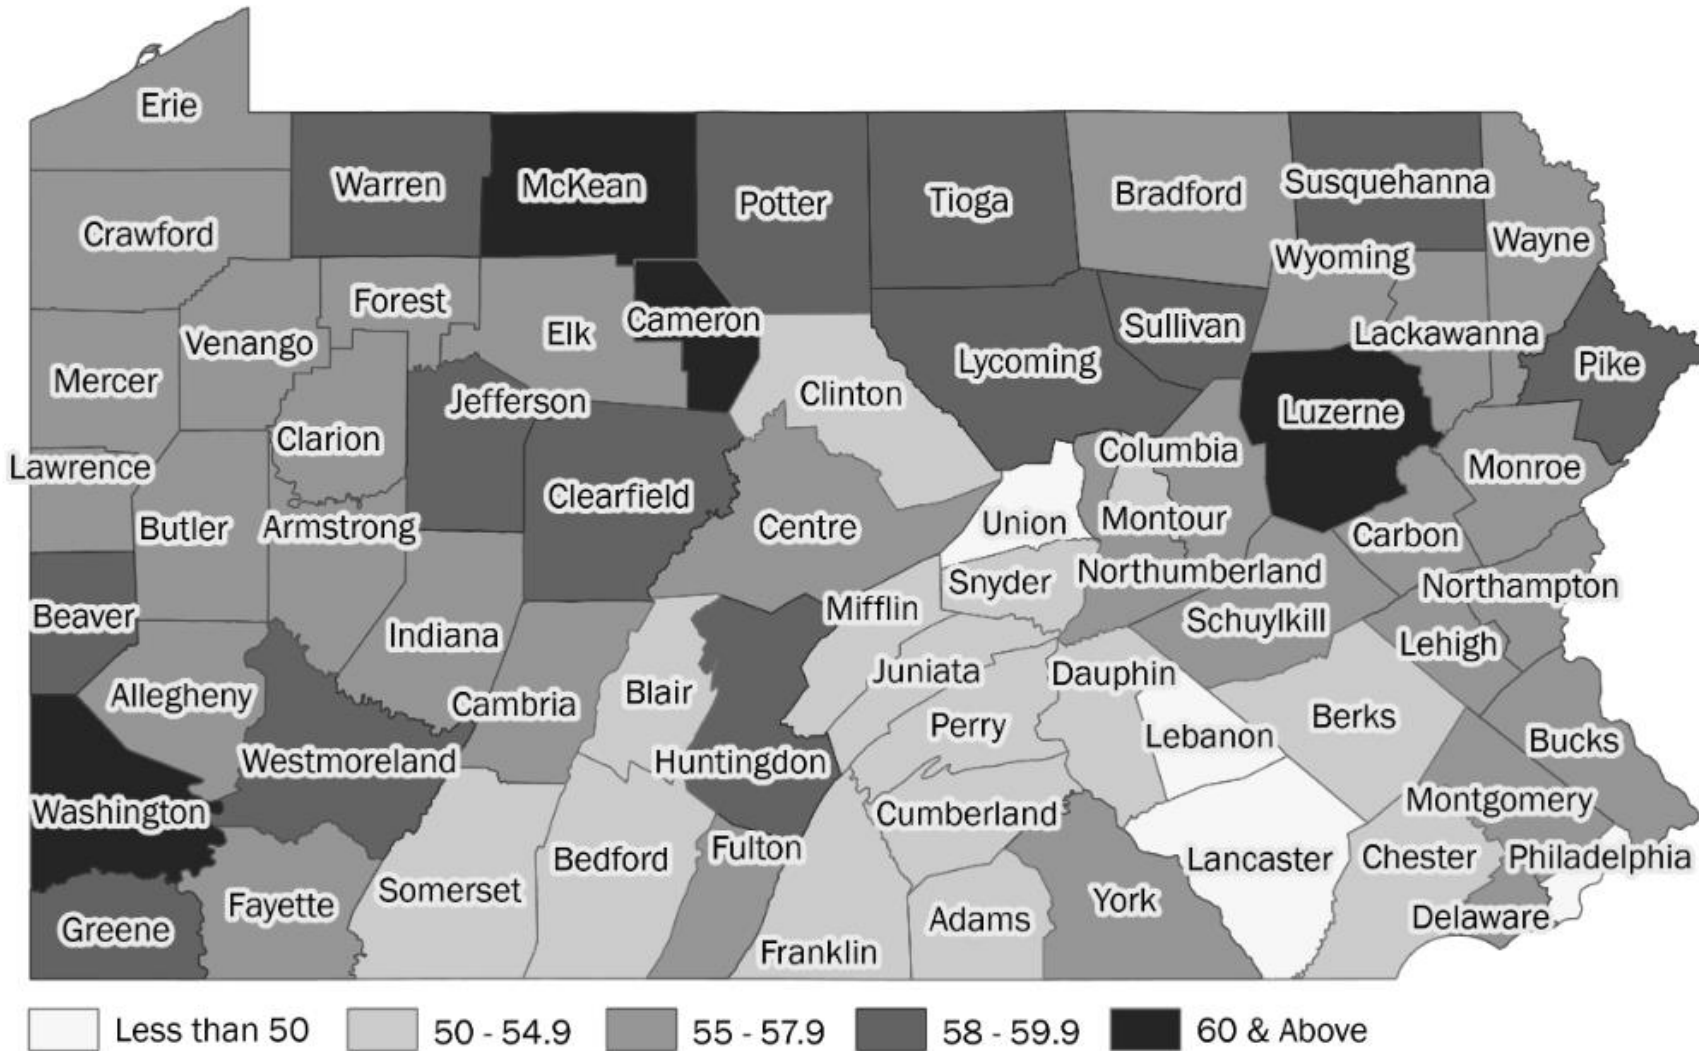 Erie
Warren
McKean
Potter
Tioga
Bradford
Susquehanna
Crawford
Wayne
Wyoming
Forest
Venango
Elk
Cameron
Sullivan
Lackawanna
Mercer
Lycoming
Pike
Jefferson
Clinton
Luzerne
Clarion
Columbia
Lawrence
Monroe
Clearfield
Butler
Armstrong
Centre
Union
Montour
Carbon
Snyder
Northumberland
Northampton
Beaver
Mifflin
Indiana
Schuylkill
Lehigh
Juniata
Dauphin
Allegheny
Blair
Cambria
Perry
Berks
Lebanon
Bucks
Westmoreland
Huntingdon
Washington
Cumberland
Montgomery
Bedford
Fulton
Lancaster
Chester
Philadelphia
Somerset
Fayette
York
Greene
Adams
Delaware
Franklin
Less than 50
50 - 54.9
55 - 57.9
58 - 59.9
60 & Above